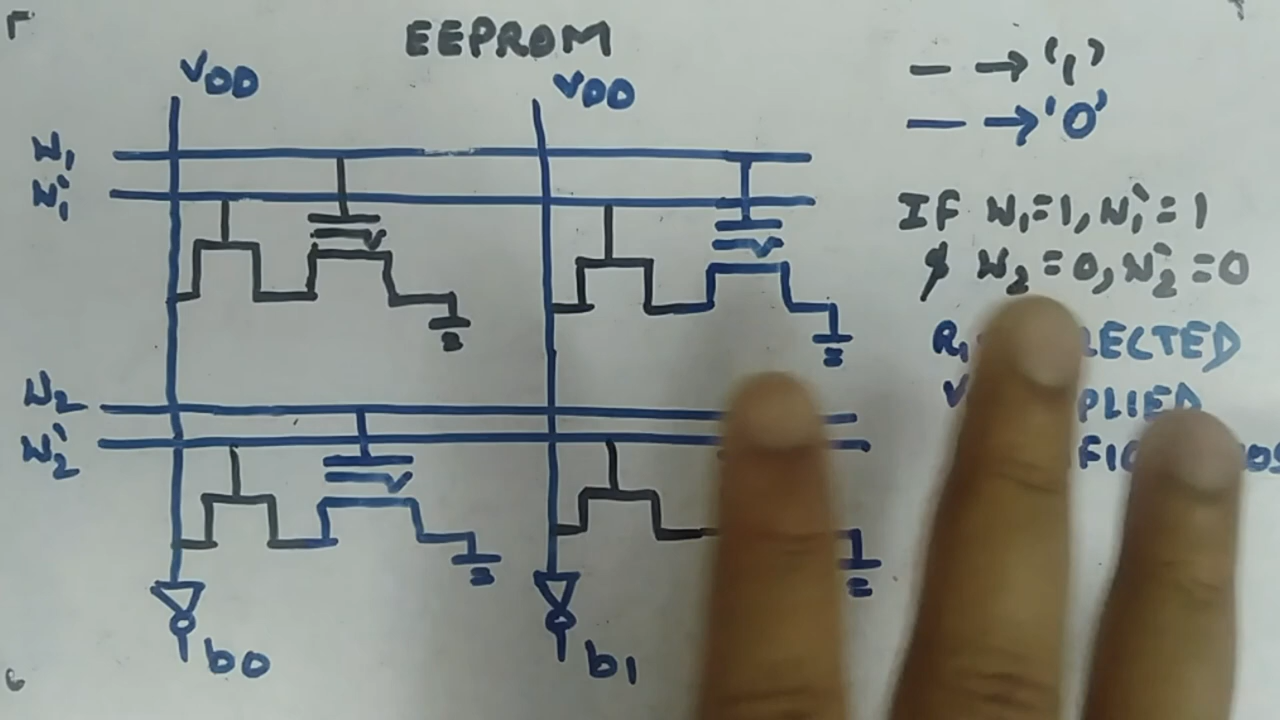 EEPROM
VDD VDD
— → '1'
— → '0'
W1
W1'
If W1=1, W1'=1
& W2=0, W2'=0
W2
W2'
b0 b1